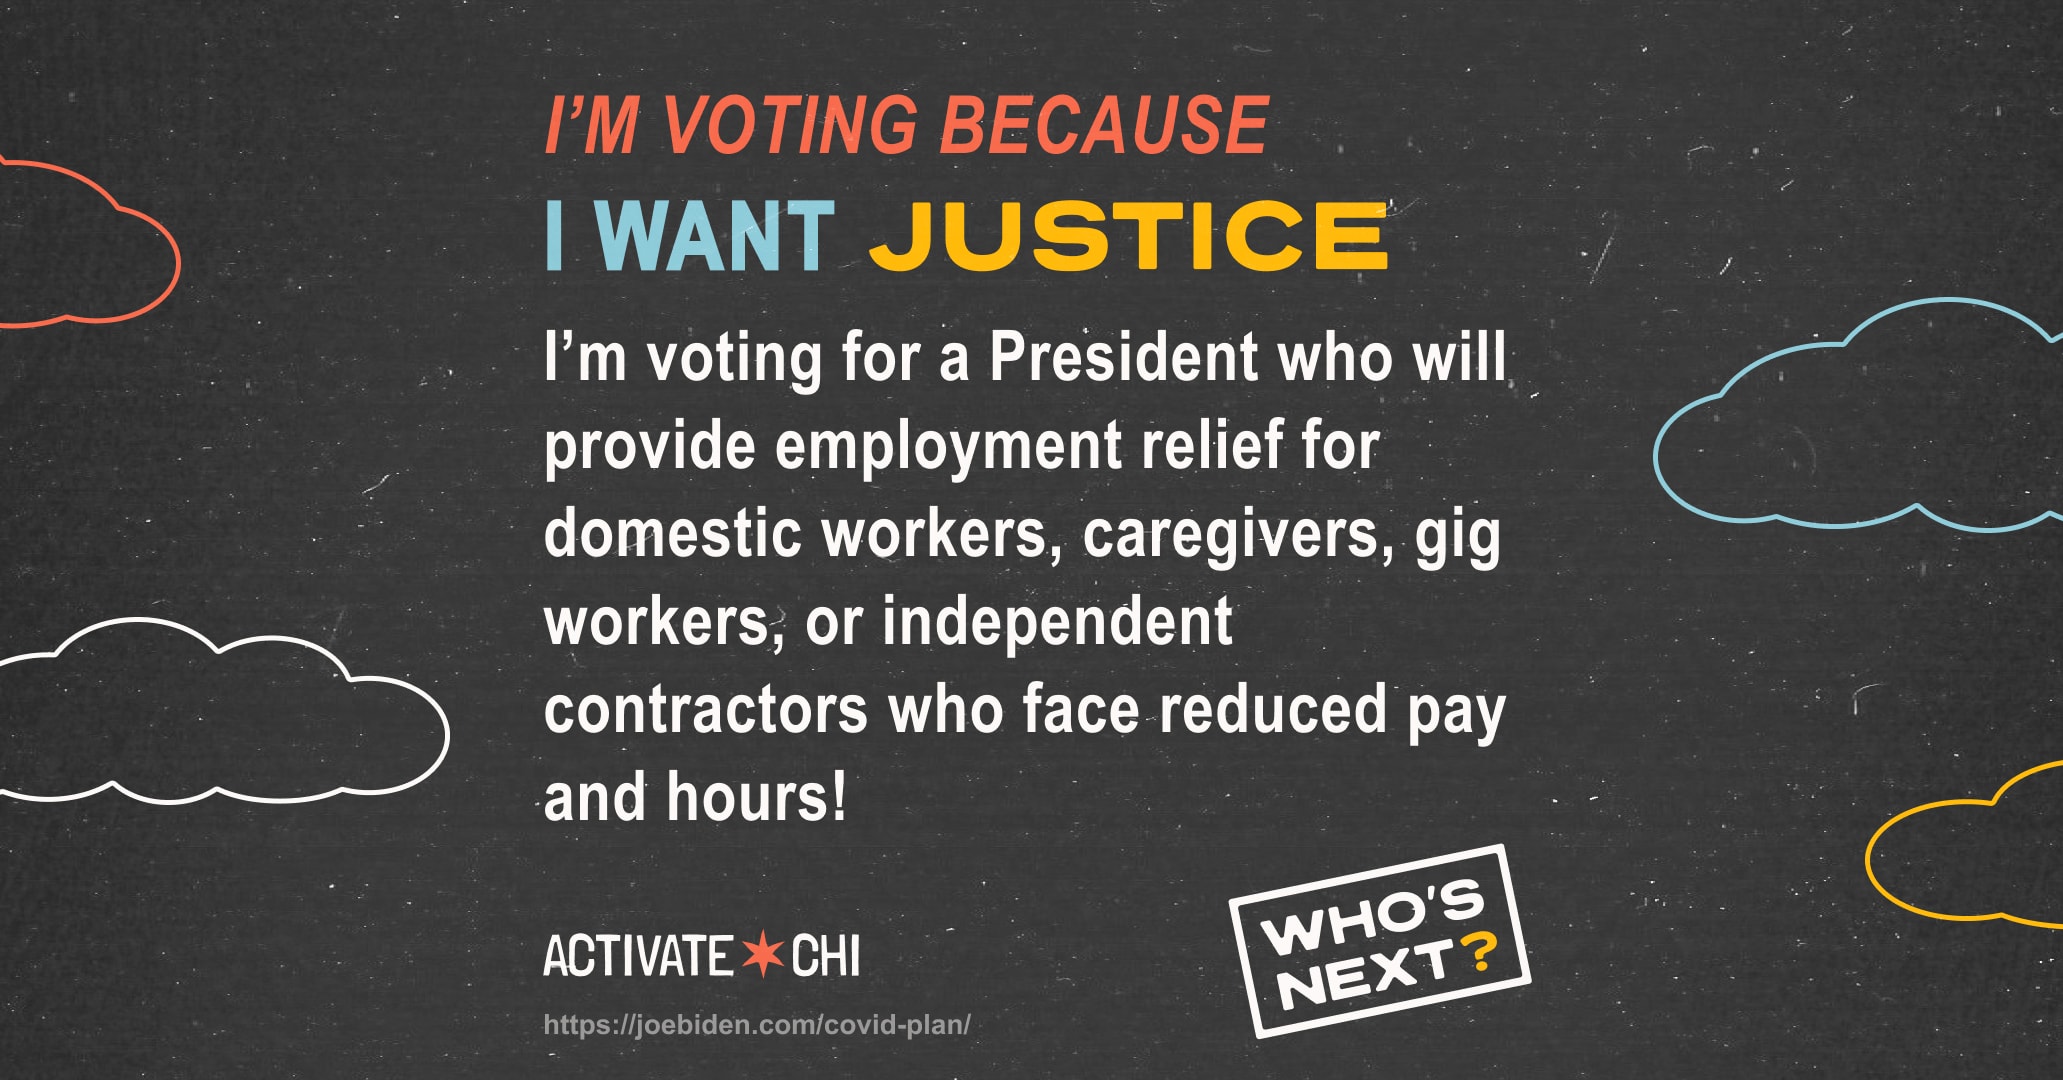 I'M VOTING BECAUSE
I WANT JUSTICE
I'm voting for a President who will
provide employment relief for
domestic workers, caregivers, gig
workers, or independent
contractors who face reduced pay
and hours!
ACTIVATE CHI
https://joebiden.com/covid-plan/
WHO'S
NEXT?